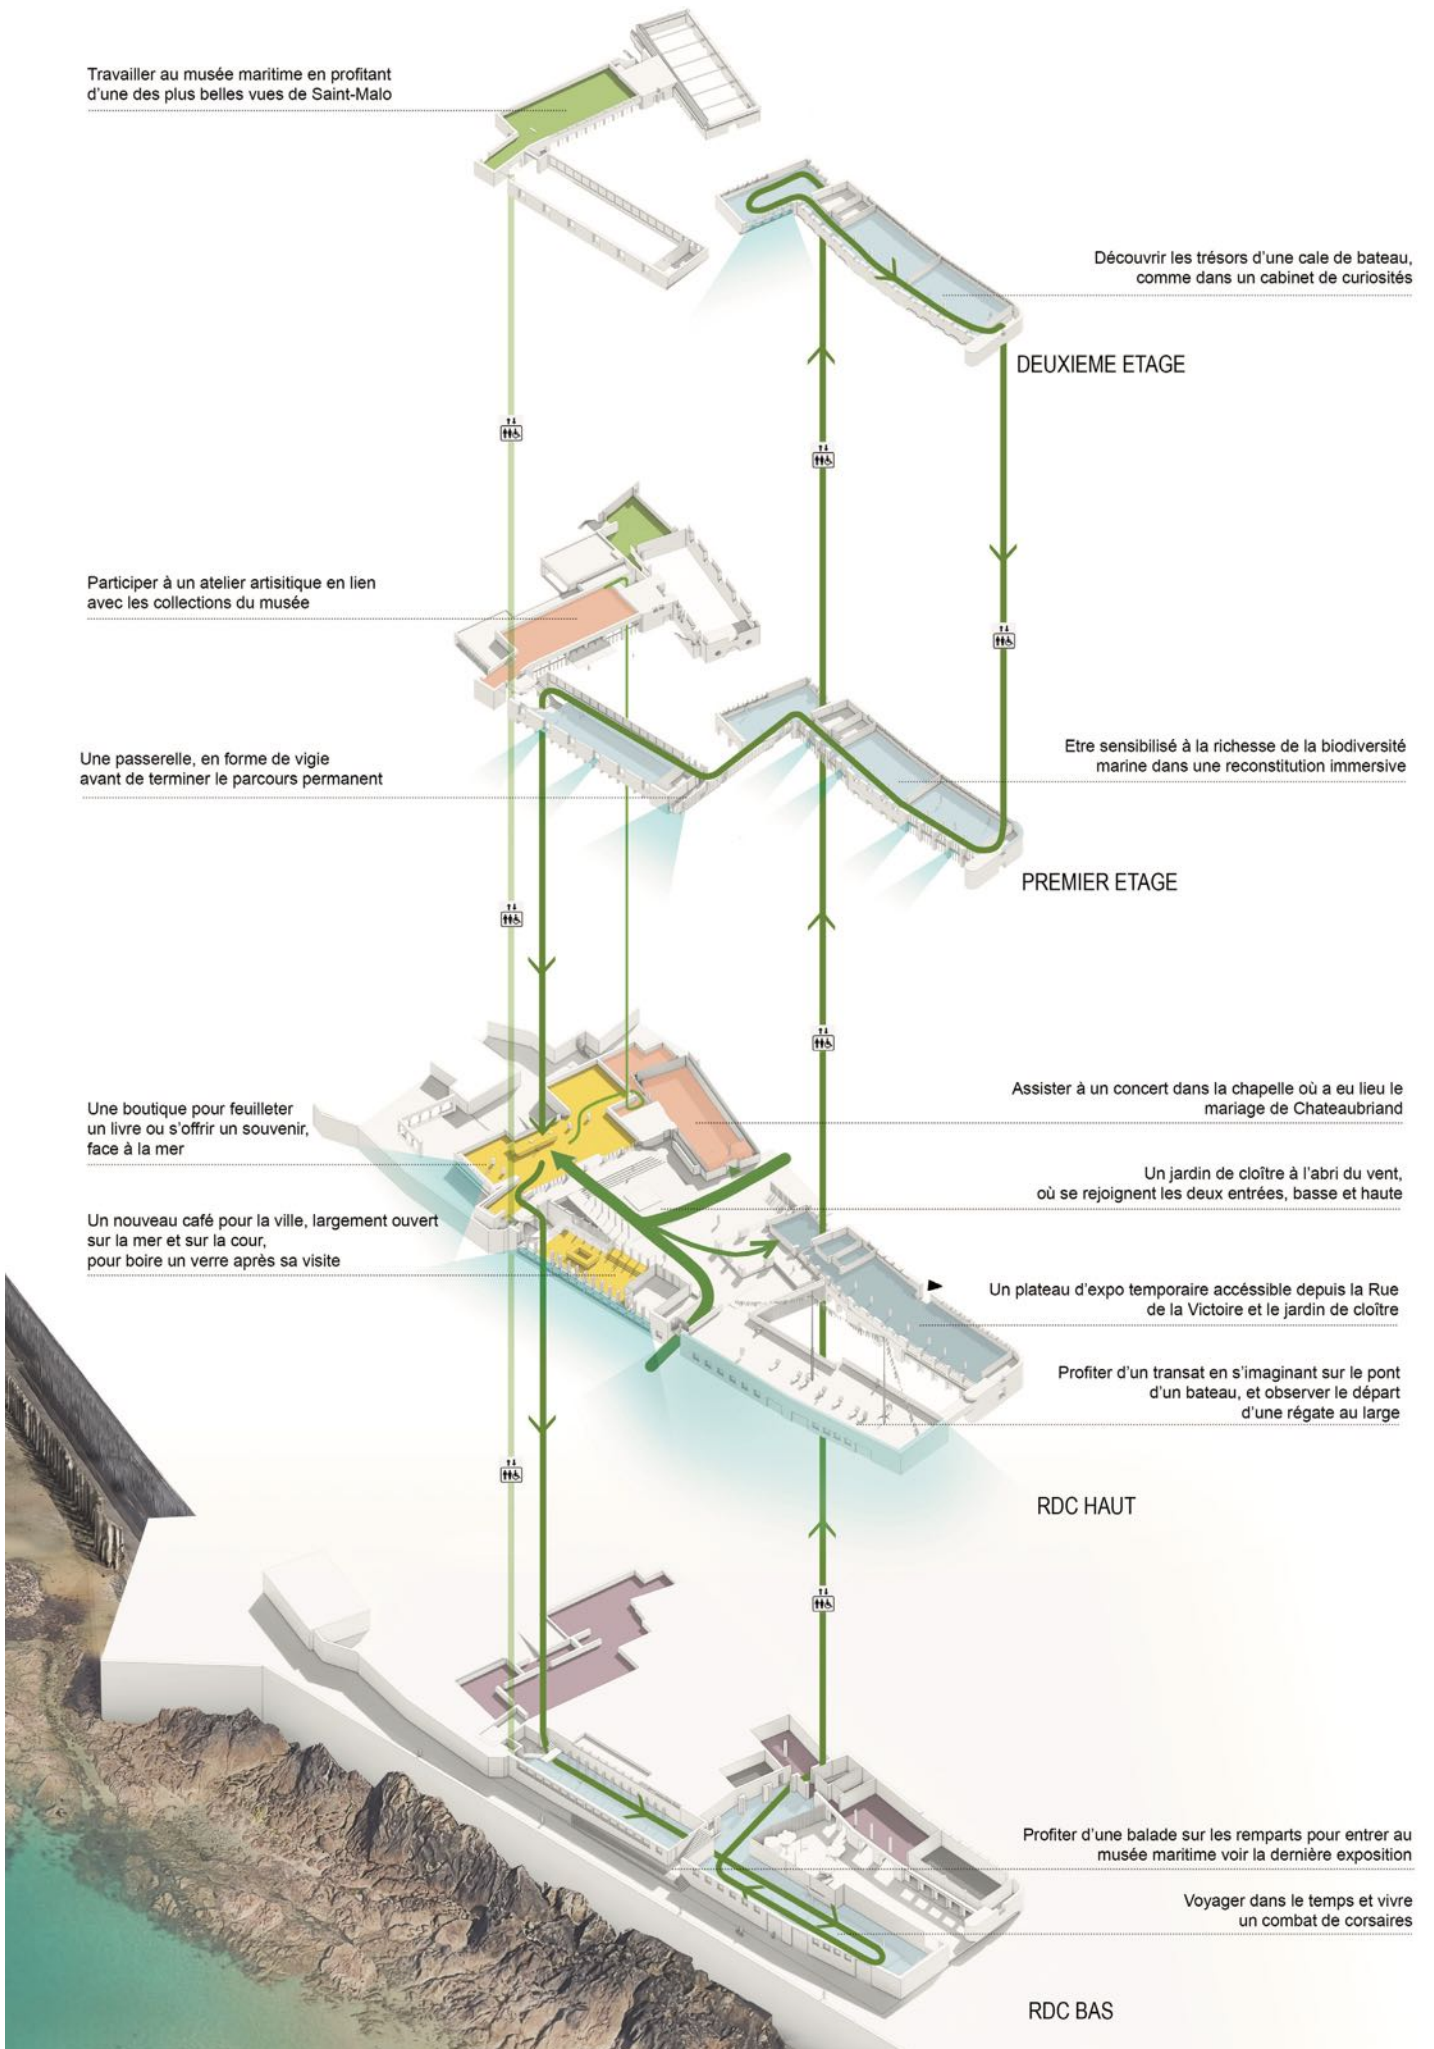 Travailler au musée maritime en profitant
d'une des plus belles vues de Saint-Malo
Découvrir les trésors d'une cale de bateau,
comme dans un cabinet de curiosités
DEUXIEME ETAGE
Participer à un atelier artisitique en lien
avec les collections du musée
Une passerelle, en forme de vigie
avant de terminer le parcours permanent
Etre sensibilisé à la richesse de la biodiversité
marine dans une reconstitution immersive
PREMIER ETAGE
Une boutique pour feuilleter
un livre ou s'offrir un souvenir,
face à la mer
Assister à un concert dans la chapelle où a eu lieu le
mariage de Chateaubriand
Un jardin de cloître à l'abri du vent,
où se rejoignent les deux entrées, basse et haute
Un nouveau café pour la ville, largement ouvert
sur la mer et sur la cour,
pour boire un verre après sa visite
Un plateau d'expo temporaire accéssible depuis la Rue
de la Victoire et le jardin de cloître
Profiter d'un transat en s'imaginant sur le pont
d'un bateau, et observer le départ
d'une régate au large
RDC HAUT
Profiter d'une balade sur les remparts pour entrer au
musée maritime voir la dernière exposition
Voyager dans le temps et vivre
un combat de corsaires
RDC BAS